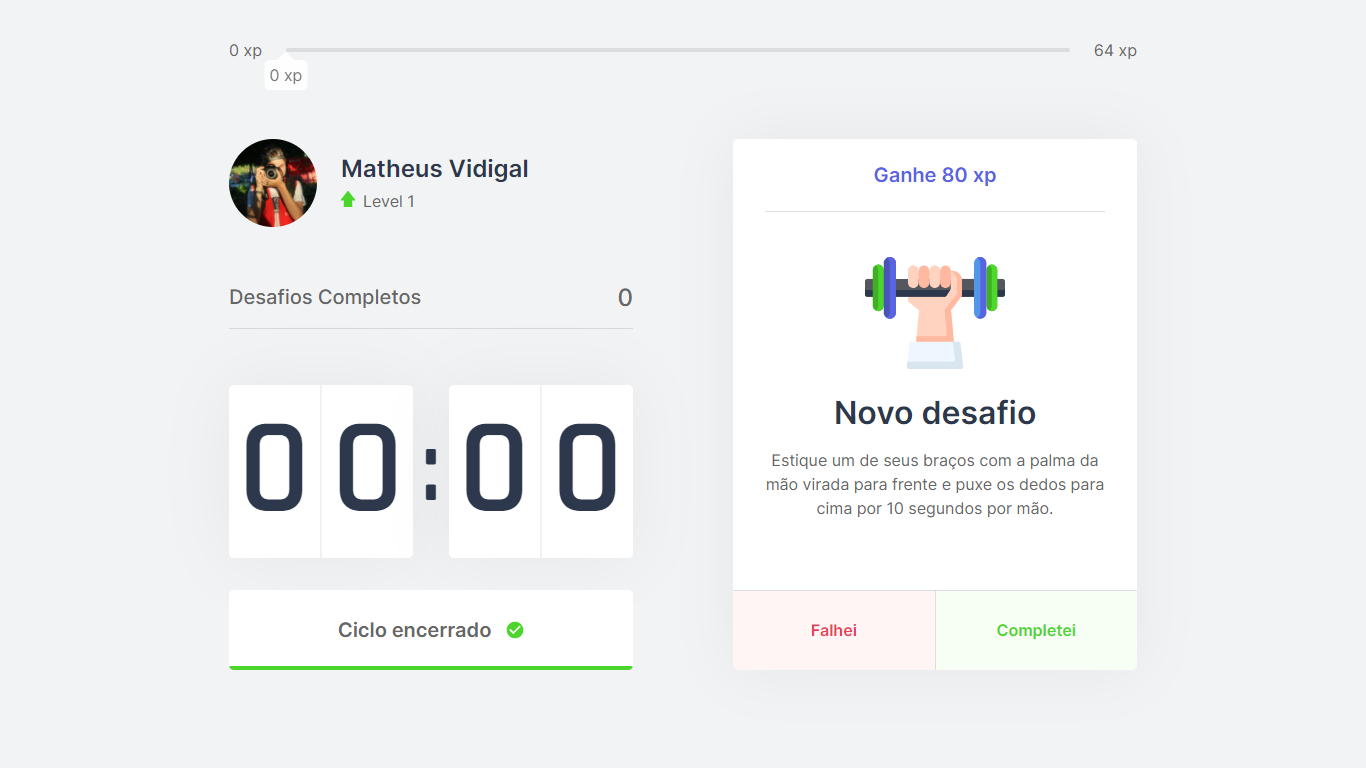 0 xp
64 xp
0 xp
Matheus Vidigal
Level 1
Desafios Completos
0
00:00
Ciclo encerrado
Ganhe 80 xp
Novo desafio
Estique um de seus braços com a palma da
mão virada para frente e puxe os dedos para
cima por 10 segundos por mão.
Falhei
Completei